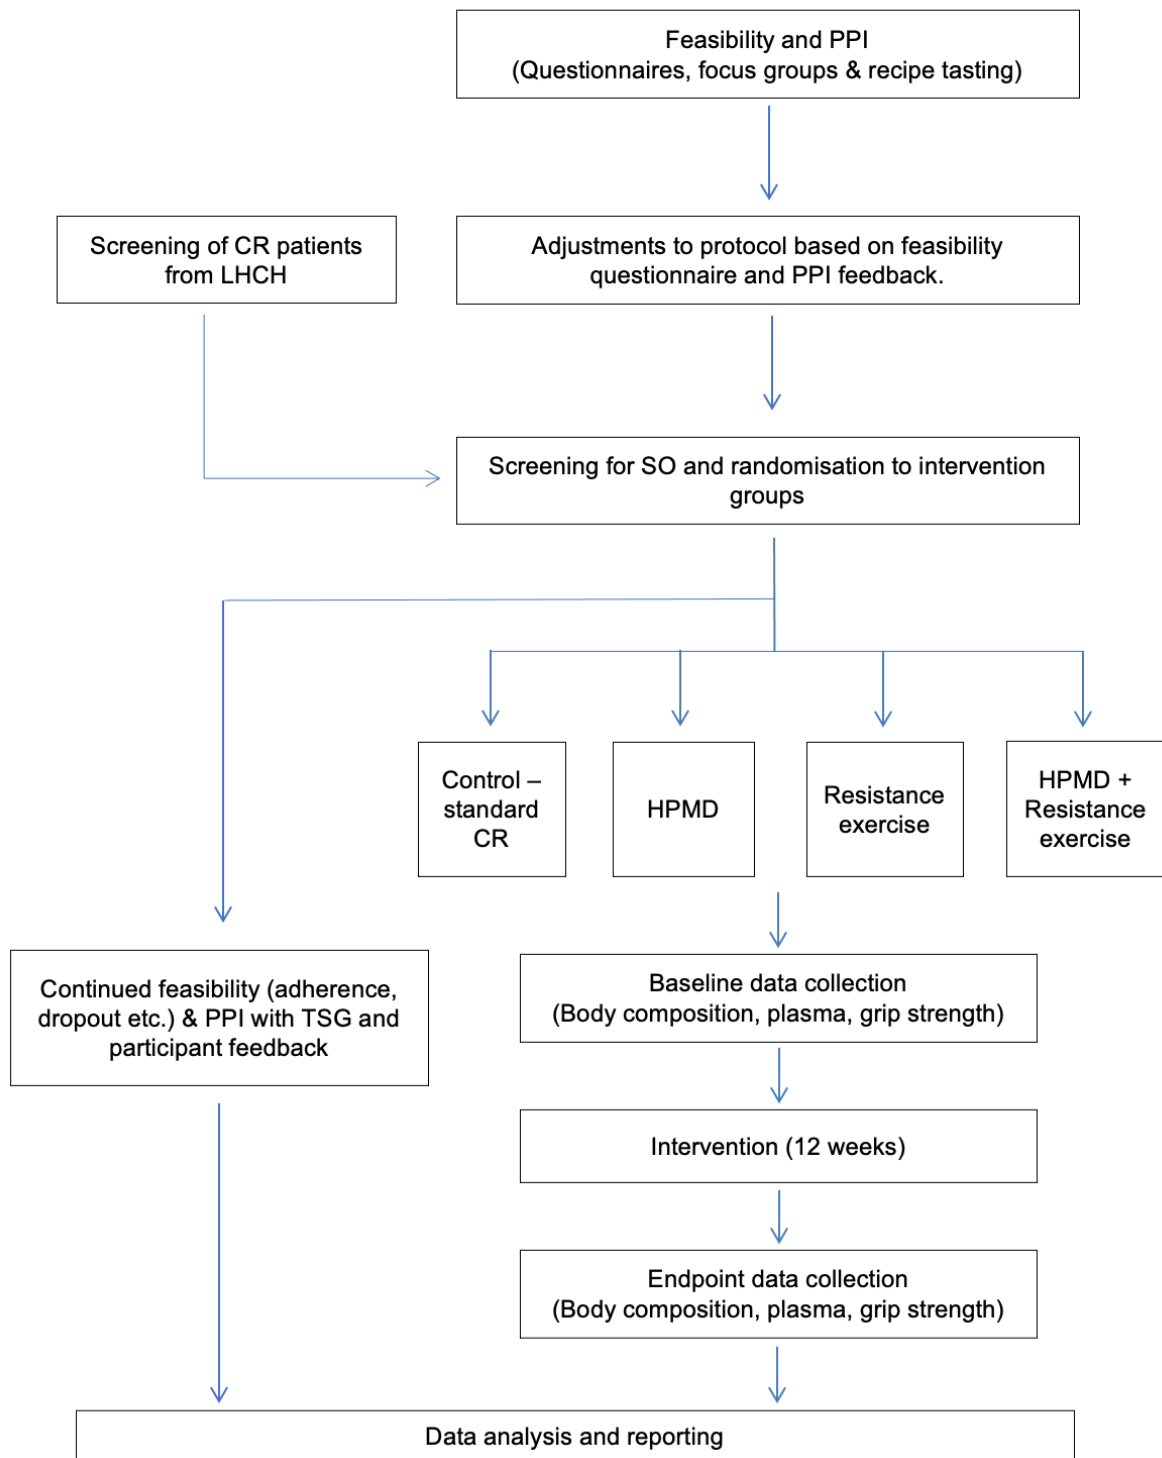 Feasibility and PPI
(Questionnaires, focus groups & recipe tasting)
Screening of CR patients
from LHCH
Adjustments to protocol based on feasibility
questionnaire and PPI feedback.
Screening for SO and randomisation to intervention
groups
Control –
standard
CR
HPMD
Resistance
exercise
HPMD +
Resistance
exercise
Continued feasibility (adherence,
dropout etc.) & PPI with TSG and
participant feedback
Baseline data collection
(Body composition, plasma, grip strength)
Intervention (12 weeks)
Endpoint data collection
(Body composition, plasma, grip strength)
Data analysis and reporting